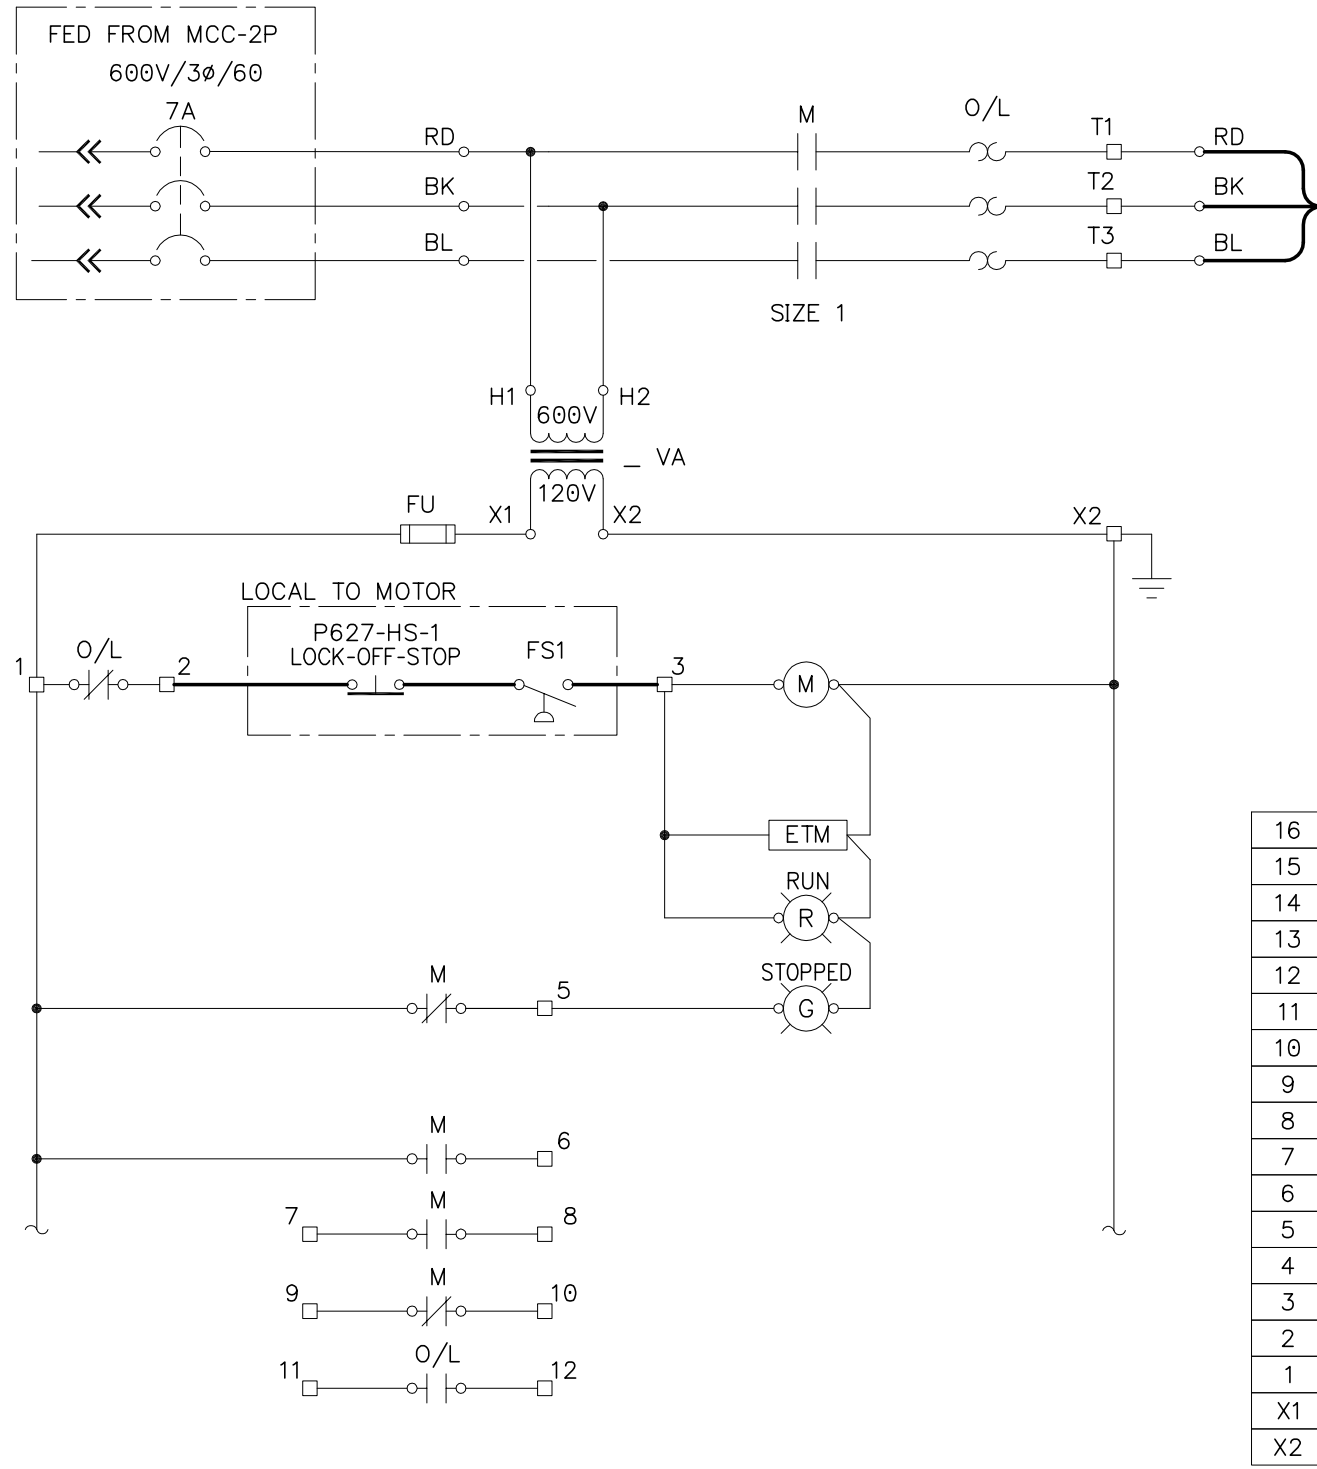 FED FROM MCC-2P
600V/3ø/60
7A
RD
M
O/L
T1
RD
BK
T2
BK
BL
T3
BL
SIZE 1
H1
H2
600V
_ VA
120V
FU
X1
X2
X2
LOCAL TO MOTOR
P627-HS-1
LOCK-OFF-STOP
FS1
1
O/L
2
3
M
ETM
RUN
R
STOPPED
M
5
G
M
6
M
7
8
M
9
10
O/L
11
12
16
15
14
13
12
11
10
9
8
7
6
5
4
3
2
1
X1
X2